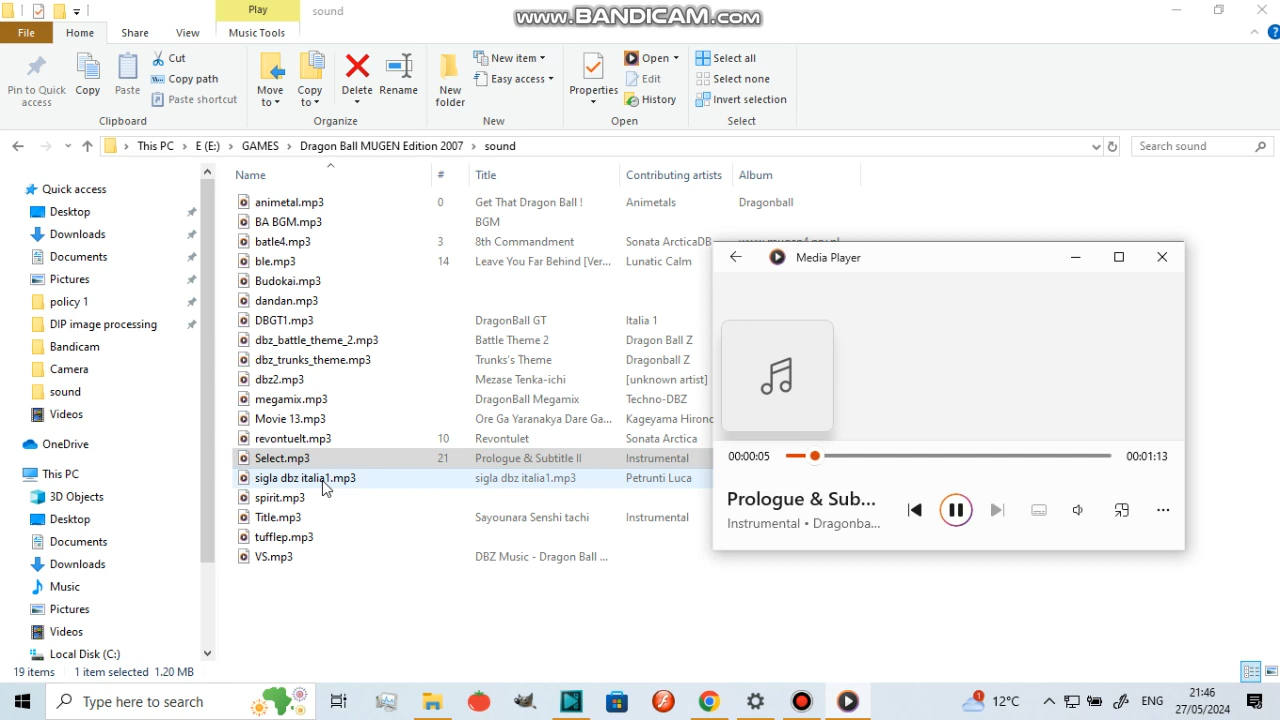 Play
sound
www.BANDICAM.com
File
Home
Share
View
Music Tools
Pin to Quick access
Copy
Paste
Cut
Copy path
Paste shortcut
Clipboard
Move to
Copy to
Delete
Rename
Organize
New folder
New item
Easy access
New
Properties
Open
Edit
History
Open
Select all
Select none
Invert selection
Select
This PC > E (E:) > GAMES > Dragon Ball MUGEN Edition 2007 > sound
Search sound
Name # Title Contributing artists Album
animetal.mp3 0 Get That Dragon Ball ! Animetals Dragonball
BA BGM.mp3 BGM
batle4.mp3 3 8th Commandment Sonata ArcticaDB
ble.mp3 14 Leave You Far Behind [Ver... Lunatic Calm
Budokai.mp3
dandan.mp3
DBGT1.mp3 DragonBall GT Italia 1
dbz_battle_theme_2.mp3 Battle Theme 2 Dragon Ball Z
dbz_trunks_theme.mp3 Trunks's Theme Dragonball Z
dbz2.mp3 Mezase Tenka-ichi [unknown artist]
megamix.mp3 DragonBall Megamix Techno-DBZ
Movie 13.mp3 Ore Ga Yaranakya Dare Ga... Kageyama Hirono
revontuelt.mp3 10 Revontulet Sonata Arctica
Select.mp3 21 Prologue & Subtitle II Instrumental
sigla dbz italia1.mp3 sigla dbz italia1.mp3 Petrunti Luca
spirit.mp3
Title.mp3 Sayounara Senshi tachi Instrumental
tufflep.mp3
VS.mp3 DBZ Music - Dragon Ball ...
Quick access
Desktop
Downloads
Documents
Pictures
policy 1
DIP image processing
Bandicam
Camera
sound
Videos
OneDrive
This PC
3D Objects
Desktop
Documents
Downloads
Music
Pictures
Videos
Local Disk (C:)
Media Player
00:00:05
00:01:13
Prologue & Sub...
Instrumental • Dragonba...
19 items
1 item selected 1.20 MB
Type here to search
1
12°C
ENG
21:46
27/05/2024